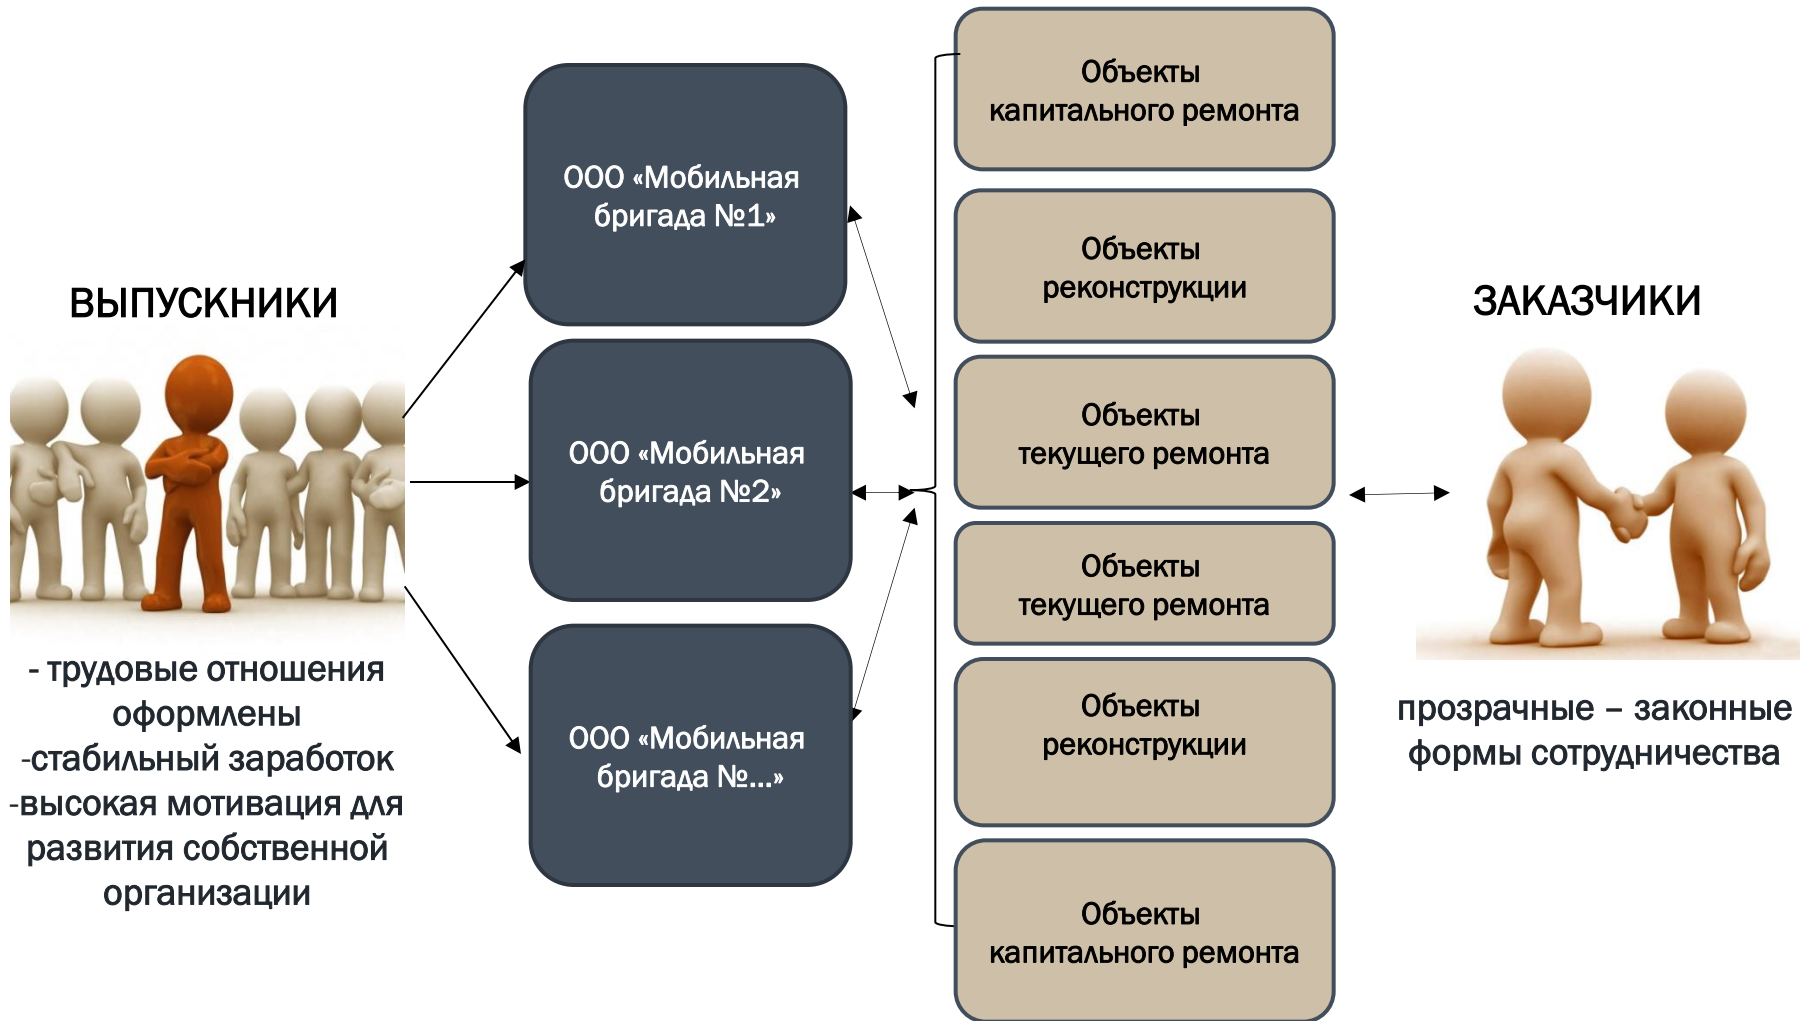 ВЫПУСКНИКИ
- трудовые отношения
оформлены
-стабильный заработок
-высокая мотивация для
развития собственной
организации
ООО «Мобильная
бригада №1»
ООО «Мобильная
бригада №2»
ООО «Мобильная
бригада №...»
Объекты
капитального ремонта
Объекты
реконструкции
Объекты
текущего ремонта
Объекты
текущего ремонта
Объекты
реконструкции
Объекты
капитального ремонта
ЗАКАЗЧИКИ
прозрачные – законные
формы сотрудничества